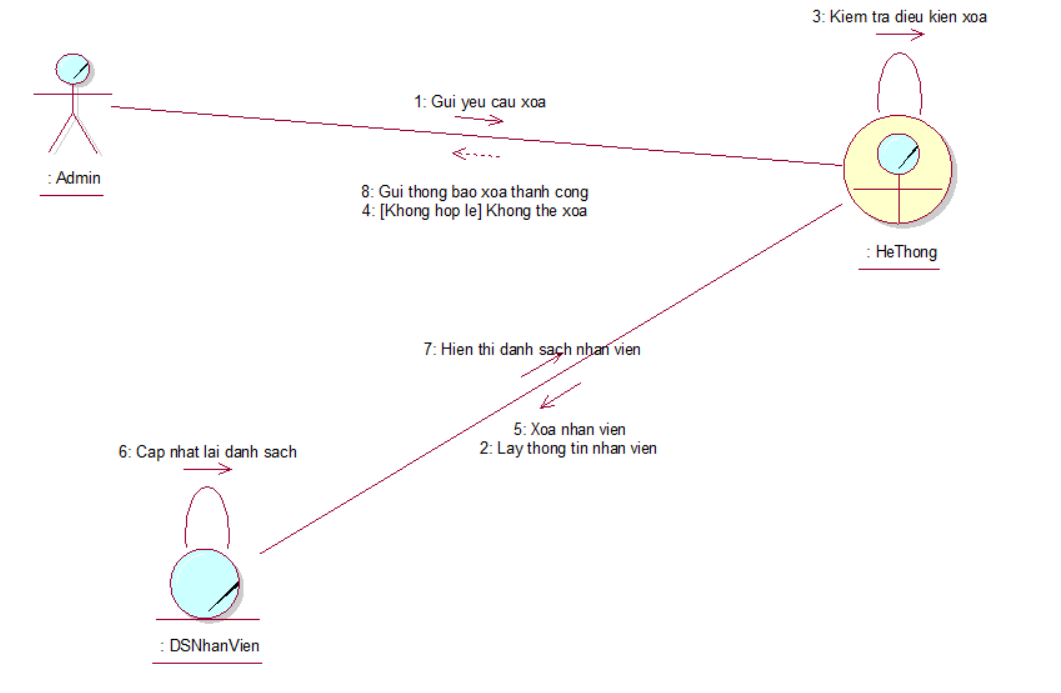 3: Kiem tra dieu kien xoa
1: Gui yeu cau xoa
: Admin
8: Gui thong bao xoa thanh cong
4: [Khong hop le] Khong the xoa
: HeThong
7: Hien thi danh sach nhan vien
5: Xoa nhan vien
2: Lay thong tin nhan vien
6: Cap nhat lai danh sach
: DSNhanVien